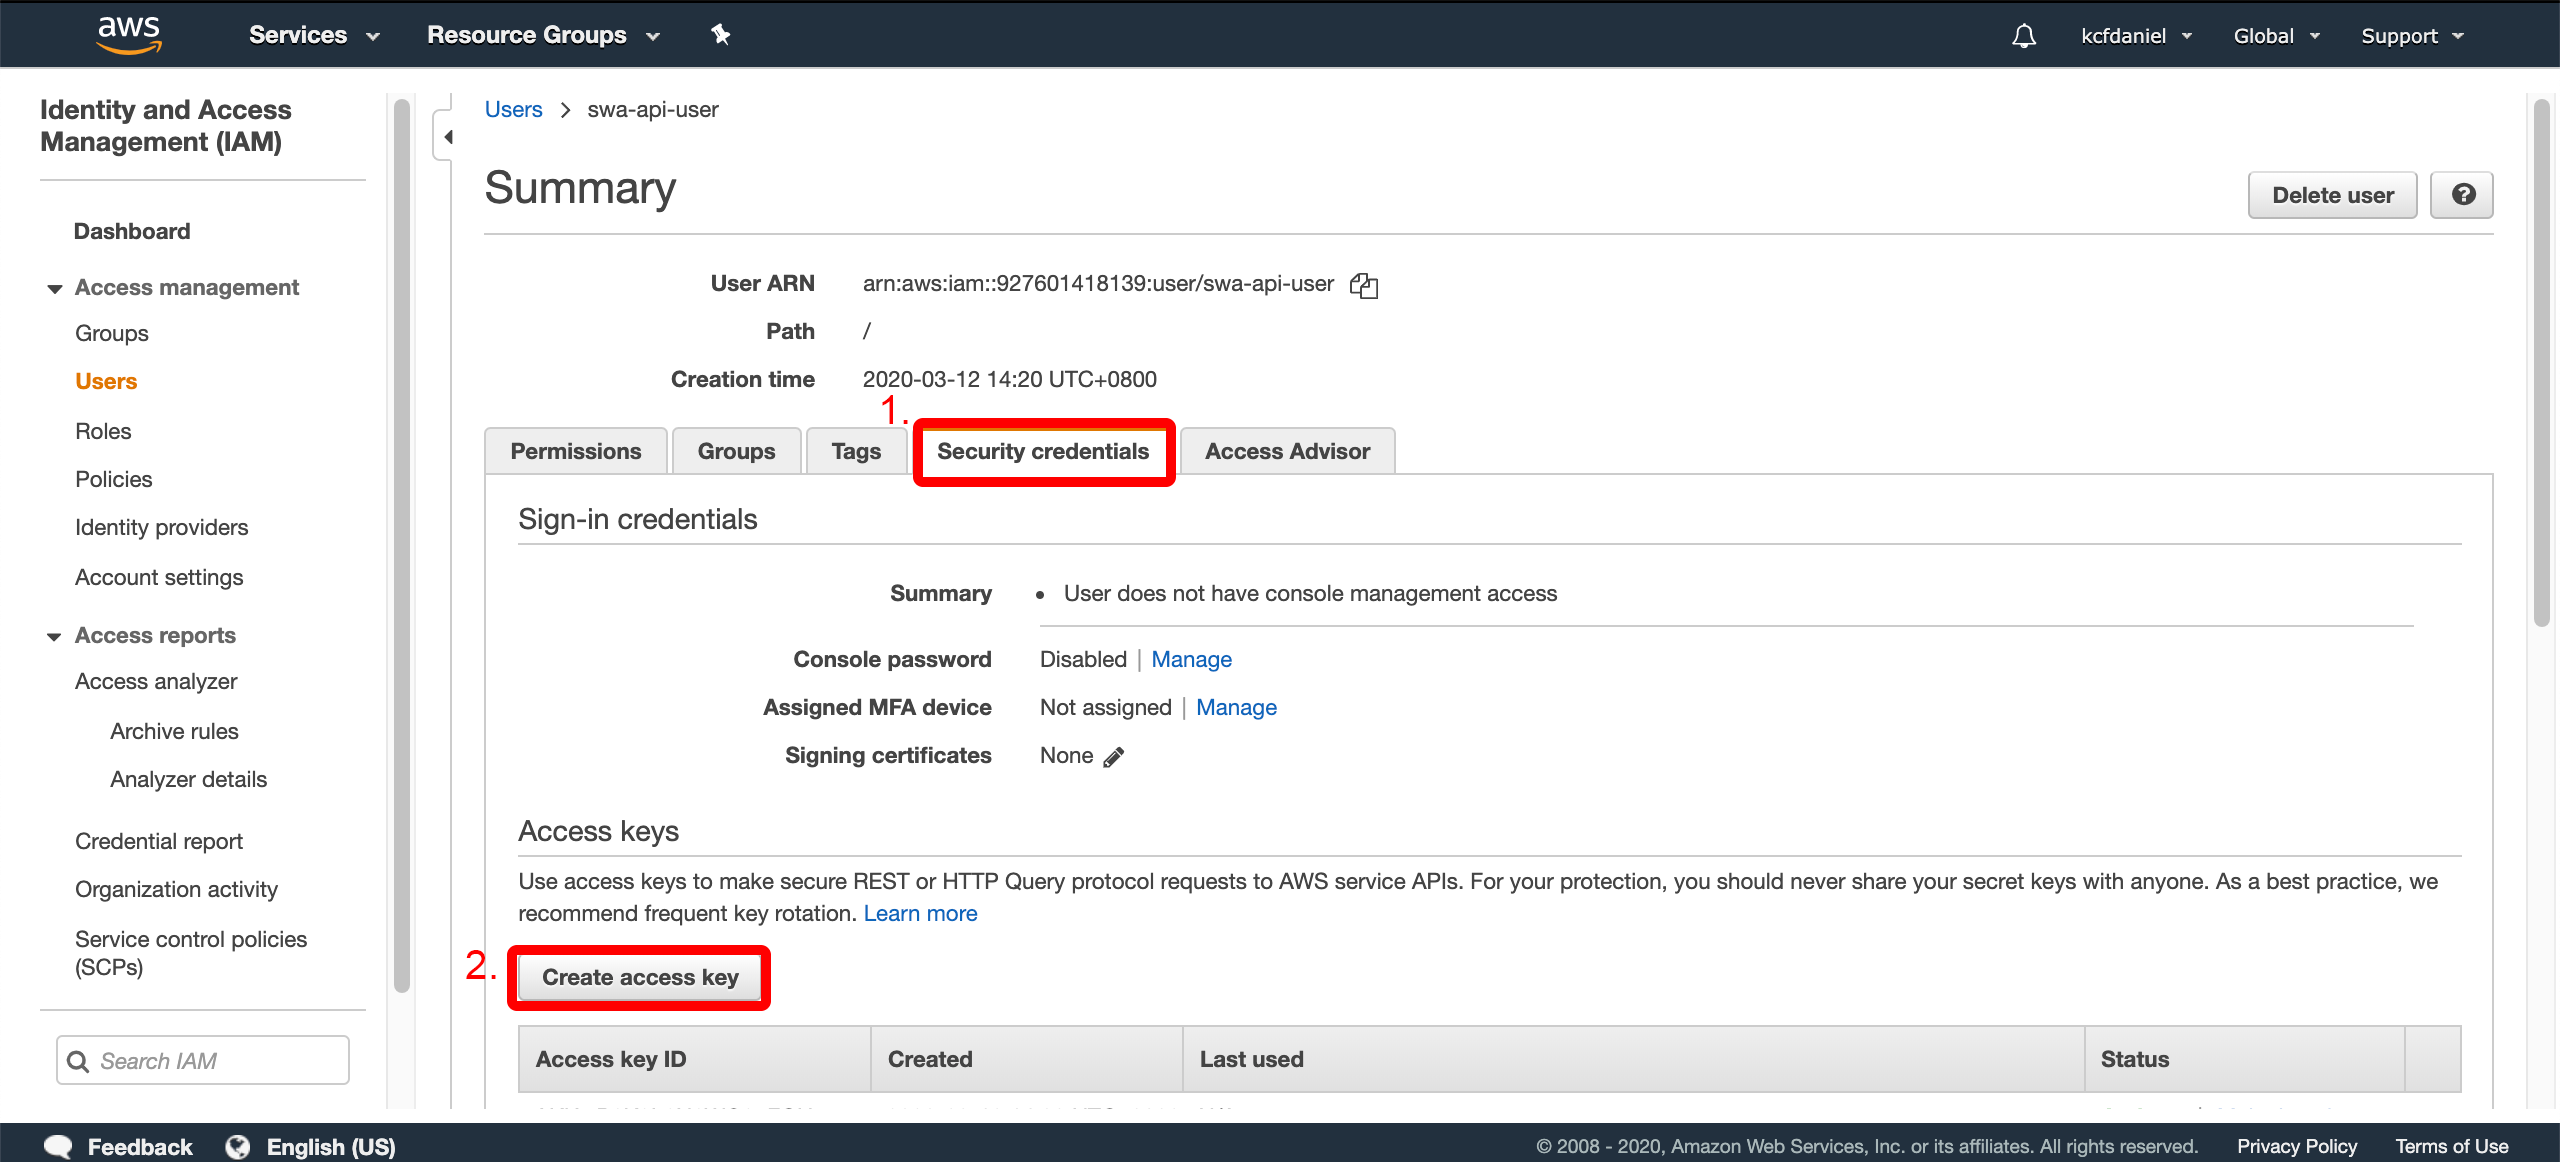 aws
Services
Resource Groups
kcfdaniel
Global
Support
Identity and Access
Management (IAM)
Dashboard
Access management
Groups
Users
Roles
Policies
Identity providers
Account settings
Access reports
Access analyzer
Archive rules
Analyzer details
Credential report
Organization activity
Service control policies
(SCPs)
Search IAM
Users > swa-api-user
Summary
Delete user
User ARN arn:aws:iam::927601418139:user/swa-api-user
Path /
Creation time 2020-03-12 14:20 UTC+0800
1.
Permissions Groups Tags Security credentials Access Advisor
Sign-in credentials
Summary • User does not have console management access
Console password Disabled | Manage
Assigned MFA device Not assigned | Manage
Signing certificates None
Access keys
Use access keys to make secure REST or HTTP Query protocol requests to AWS service APIs. For your protection, you should never share your secret keys with anyone. As a best practice, we
recommend frequent key rotation. Learn more
2. Create access key
Access key ID Created Last used Status
Feedback English (US)
© 2008 - 2020, Amazon Web Services, Inc. or its affiliates. All rights reserved. Privacy Policy Terms of Use